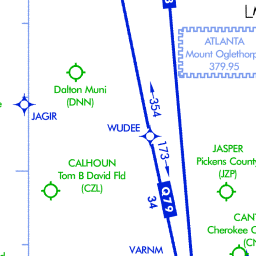 ATLANTA
Mount Oglethorp
379.95
Dalton Muni
(DNN)
354
JAGIR
WUDEE
173
JASPER
Pickens County
(JZP)
CALHOUN
Tom B David Fld
(CZL)
Q79
34
CANT
Cherokee C
(CN
VARNM